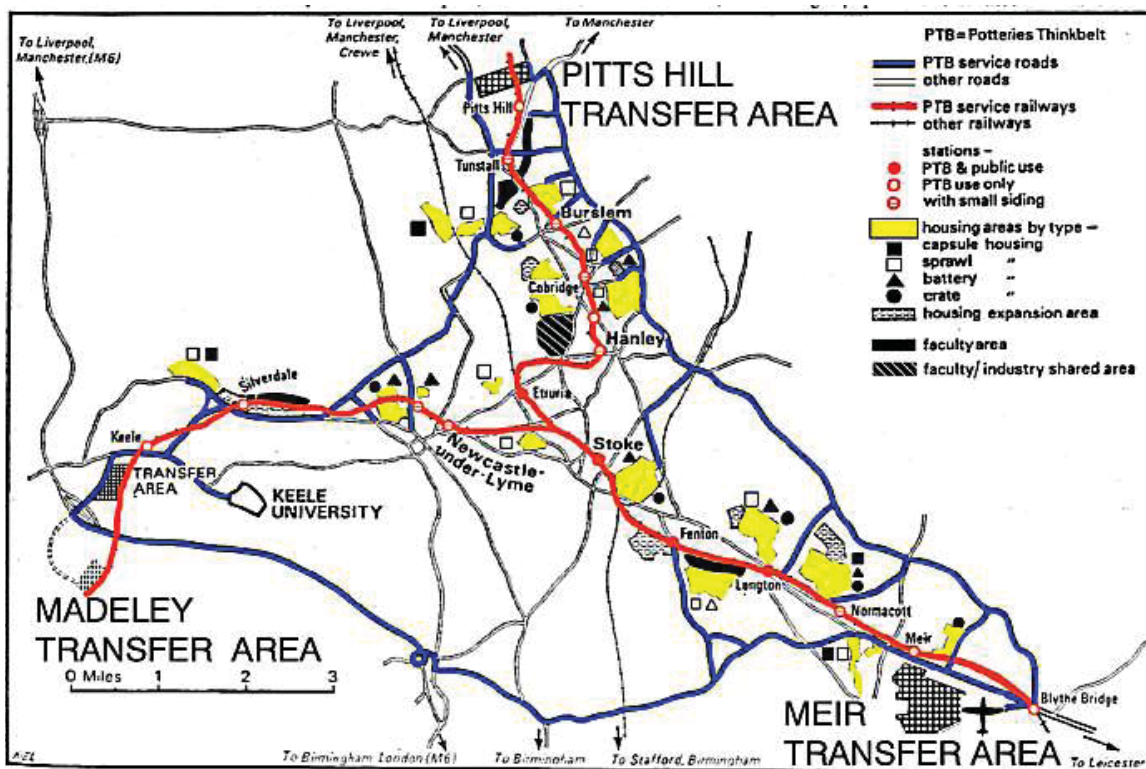 To Liverpool,
Manchester,(M6)
To Liverpool,
Manchester,
Crewe
To Liverpool,
Manchester
To Manchester
PITTS HILL
TRANSFER AREA
Pitts Hill
Tunstall
Burslem
Cobridge
Hanley
Etruria
Silverdale
Keele
TRANSFER
AREA
KEELE
UNIVERSITY
Newcastle-
under-Lyme
Stoke
Fenton
Longton
Normacott
Meir
Blythe Bridge
MADELEY
TRANSFER AREA
0 Miles 1 2 3
MEIR
TRANSFER AREA
To Birmingham London (M6)
To Birmingham
To Stafford, Birmingham
To Leicester
PTB = Potteries Thinkbelt
PTB service roads
other roads
PTB service railways
other railways
stations –
PTB & public use
PTB use only
with small siding
housing areas by type –
capsule housing
sprawl "
battery "
crate "
housing expansion area
faculty area
faculty/industry shared area